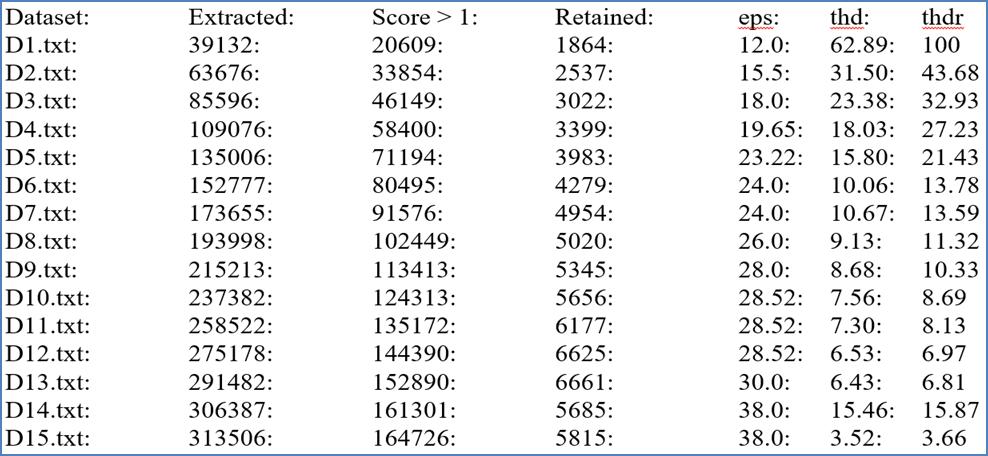 Dataset: Extracted: Score > 1: Retained: eps: thd: thdr
D1.txt: 39132: 20609: 1864: 12.0: 62.89: 100
D2.txt: 63676: 33854: 2537: 15.5: 31.50: 43.68
D3.txt: 85596: 46149: 3022: 18.0: 23.38: 32.93
D4.txt: 109076: 58400: 3399: 19.65: 18.03: 27.23
D5.txt: 135006: 71194: 3983: 23.22: 15.80: 21.43
D6.txt: 152777: 80495: 4279: 24.0: 10.06: 13.78
D7.txt: 173655: 91576: 4954: 24.0: 10.67: 13.59
D8.txt: 193998: 102449: 5020: 26.0: 9.13: 11.32
D9.txt: 215213: 113413: 5345: 28.0: 8.68: 10.33
D10.txt: 237382: 124313: 5656: 28.52: 7.56: 8.69
D11.txt: 258522: 135172: 6177: 28.52: 7.30: 8.13
D12.txt: 275178: 144390: 6625: 28.52: 6.53: 6.97
D13.txt: 291482: 152890: 6661: 30.0: 6.43: 6.81
D14.txt: 306387: 161301: 5685: 38.0: 15.46: 15.87
D15.txt: 313506: 164726: 5815: 38.0: 3.52: 3.66